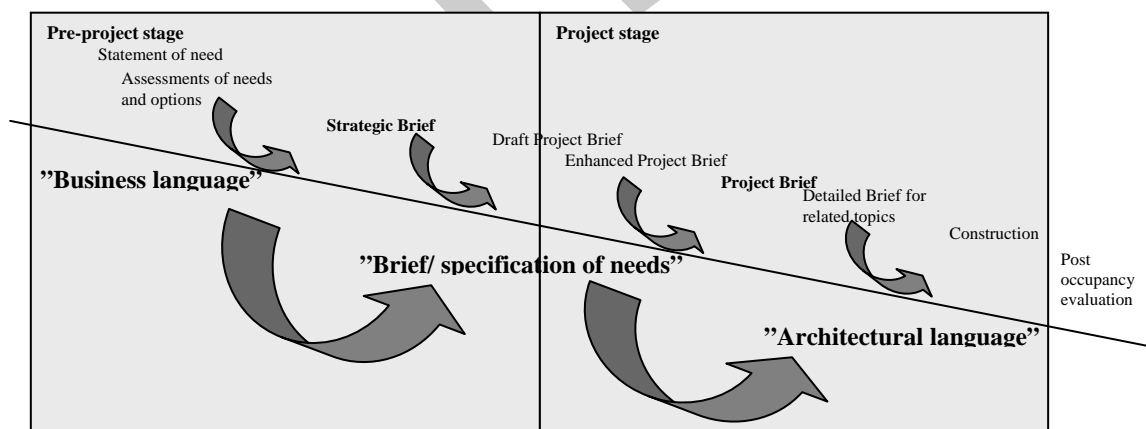 Pre-project stage
Statement of need
Assessments of needs
and options
Strategic Brief
”Business language”
Project stage
Draft Project Brief
Enhanced Project Brief
Project Brief
Detailed Brief for
related topics
Construction
”Brief/ specification of needs”
”Architectural language”
Post
occupancy
evaluation